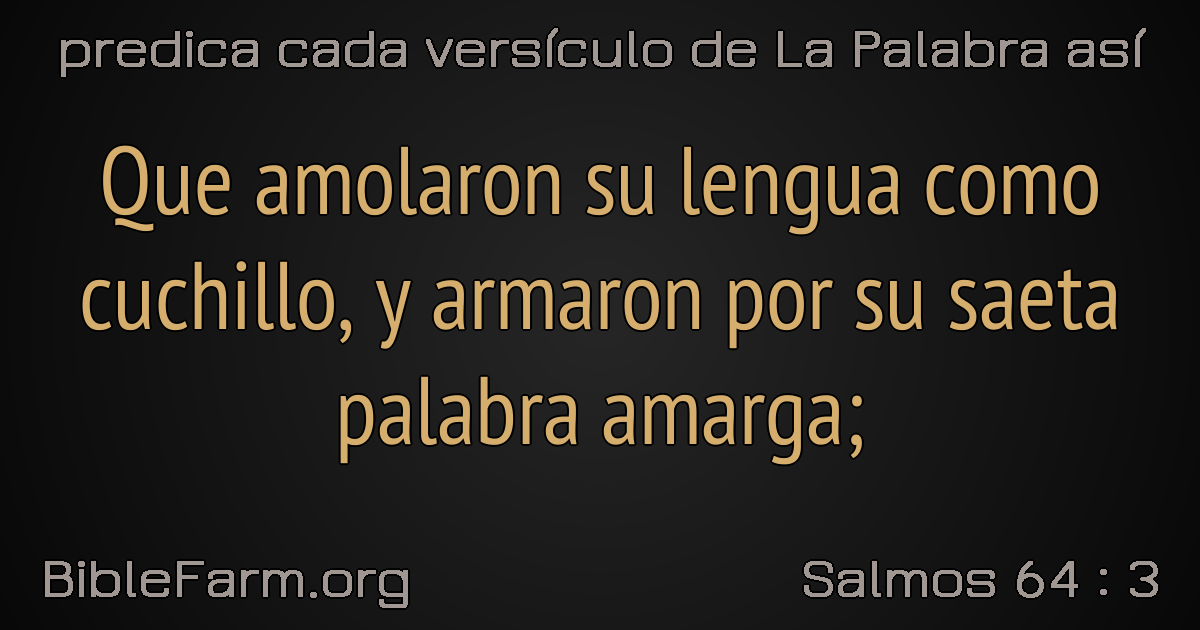 predica cada versículo de La Palabra así
Que amolaron su lengua como
cuchillo, y armaron por su saeta
palabra amarga;
BibleFarm.org
Salmos 64 : 3